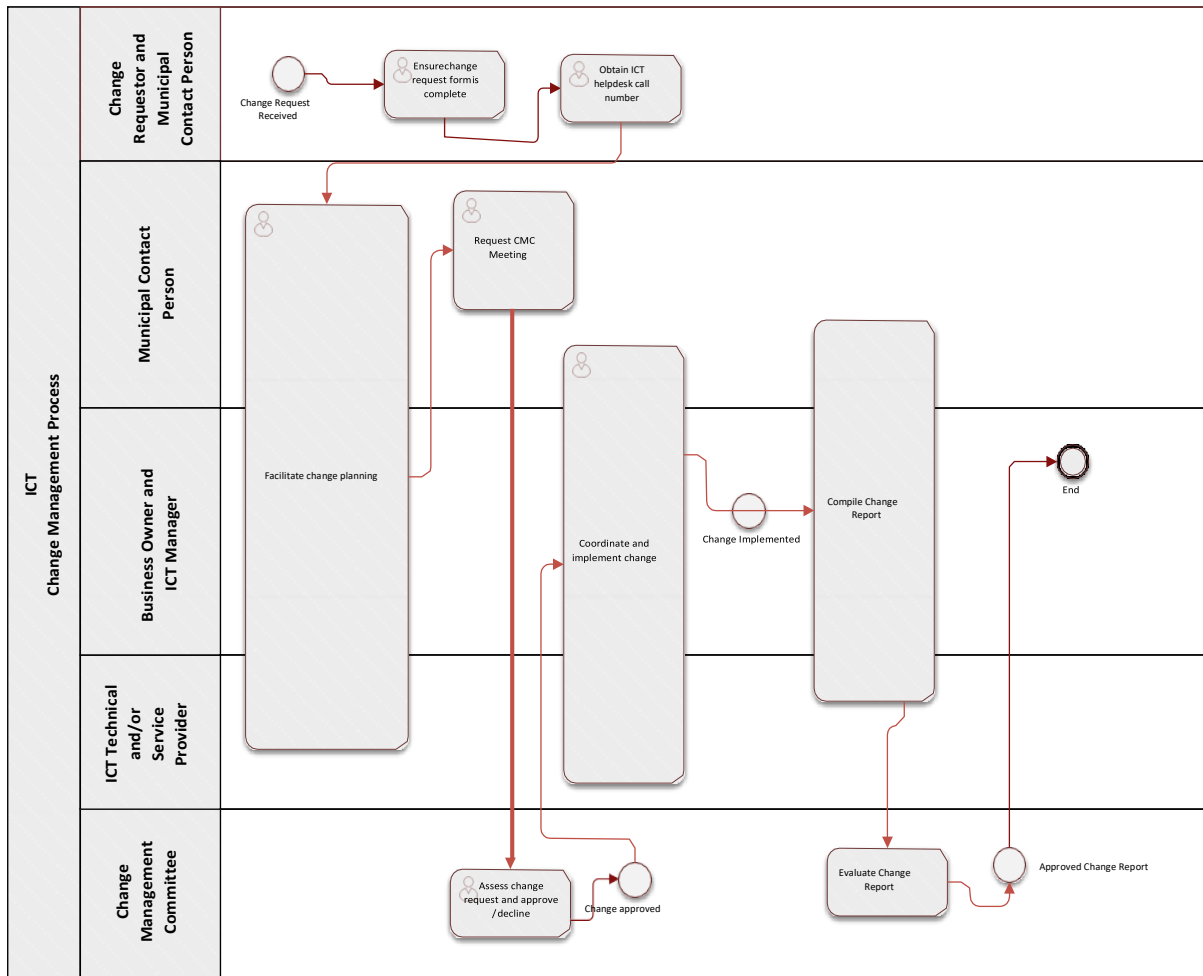 ICT
Change Management Process
Change
Requestor and
Municipal
Contact Person
Change Request
Received
Ensurechange
request formis
complete
Obtain ICT
helpdesk call
number
Municipal Contact
Person
Request CMC
Meeting
Business Owner and
ICT Manager
Facilitate change planning
Coordinate and
implement change
Change Implemented
Compile Change
Report
End
ICT Technical
and/or
Service
Provider
Change
Management
Committee
Assess change
request and approve
/decline
Change approved
Evaluate Change
Report
Approved Change Report